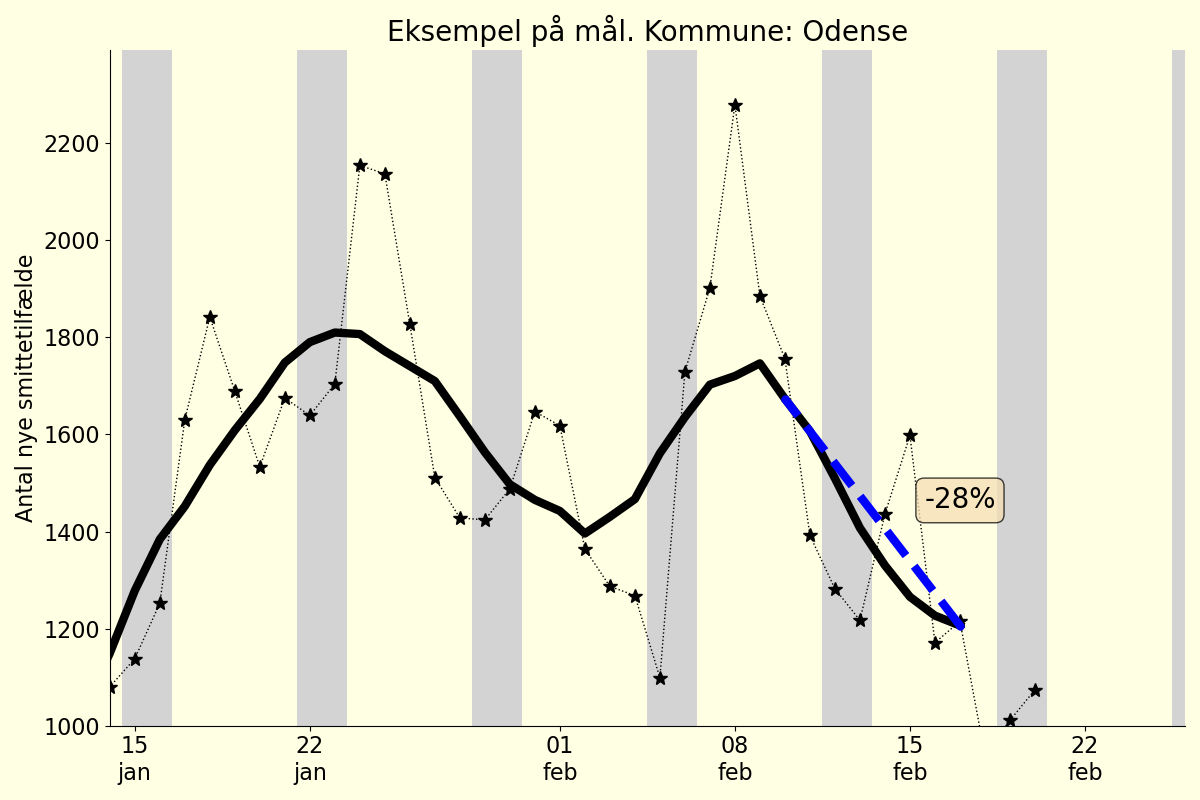 Eksempel på mål. Kommune: Odense
Antal nye smittetilfælde
2200
2000
1800
1600
1400
1200
1000
-28%
15 22 01 08 15 22
jan jan feb feb feb feb